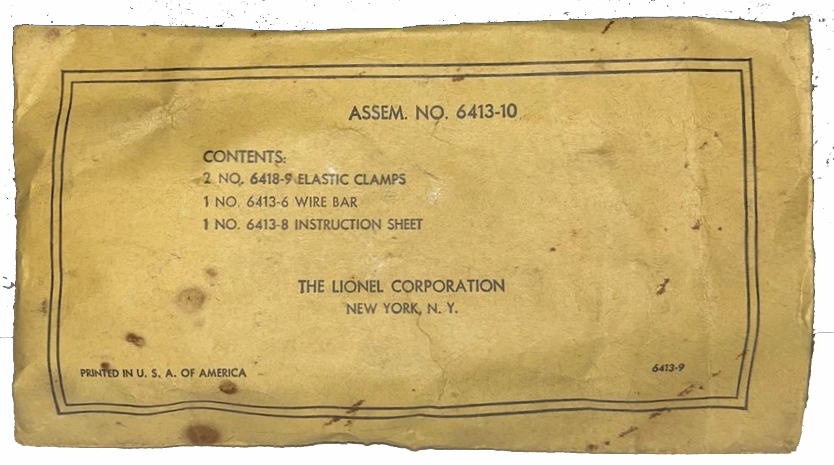 ASSEM. NO. 6413-10
CONTENTS:
2 NO. 6418-9 ELASTIC CLAMPS
1 NO. 6413-6 WIRE BAR
1 NO. 6413-8 INSTRUCTION SHEET
THE LIONEL CORPORATION
NEW YORK, N. Y.
PRINTED IN U. S. A. OF AMERICA
6413-9